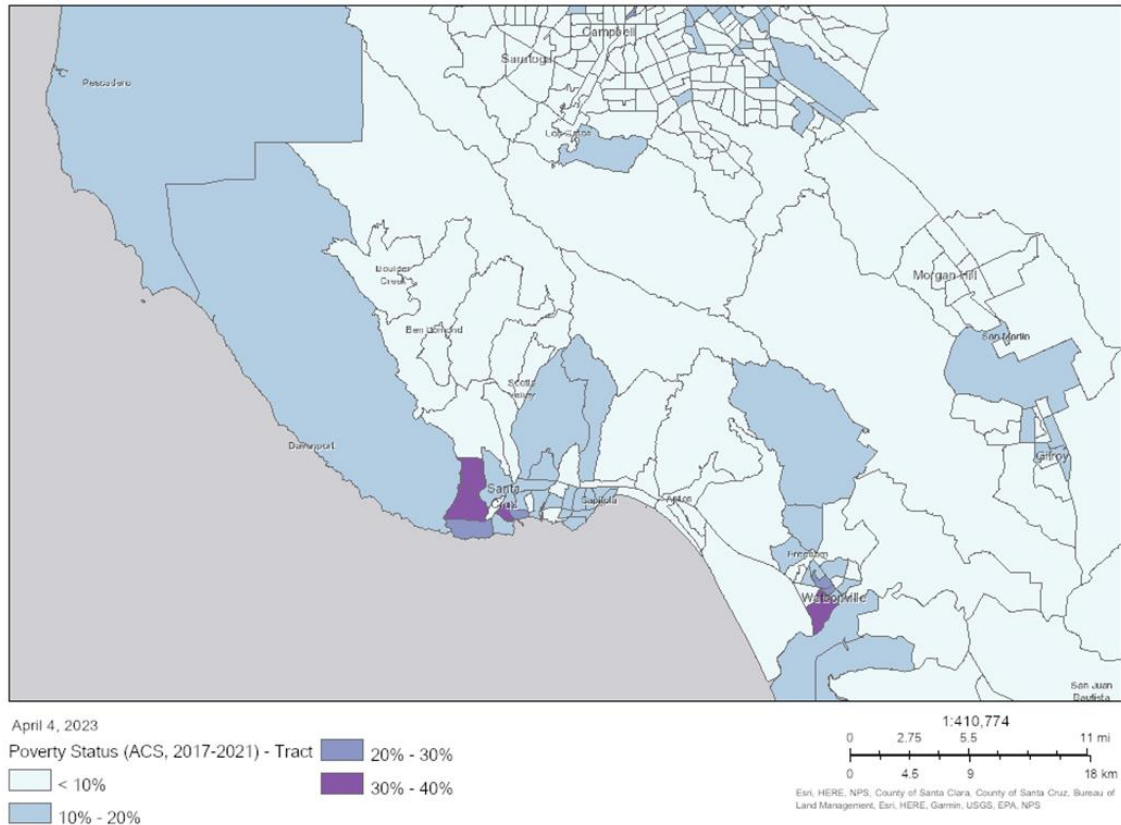 Campbell
Saratoga
Pescadero
Los Gatos
Morgan Hill
Boulder
Creek
San Martin
Ben Lomond
Scotts
Valley
Davenport
Gilroy
Santa
Cruz
Capitola
Aptos
Freedom
Watsonville
San Juan
Bautista
April 4, 2023
1:410,774
Poverty Status (ACS, 2017-2021) - Tract
< 10%
10% - 20%
20% - 30%
30% - 40%
0 2.75 5.5 11 mi
0 4.5 9 18 km
Esri, HERE, NPS, County of Santa Clara, County of Santa Cruz, Bureau of
Land Management, Esri, HERE, Garmin, USGS, EPA, NPS